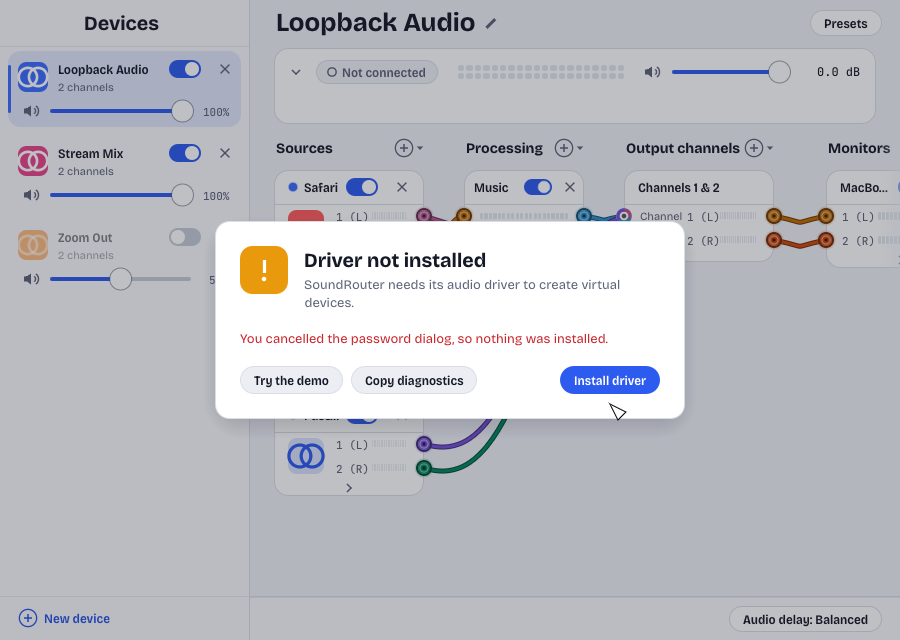 Devices
Loopback Audio
2 channels
100%
Stream Mix
2 channels
100%
Zoom Out
2 channels
New device
Loopback Audio
Presets
Not connected
0.0 dB
Sources
Processing
Output channels
Monitors
Safari
Music
Channels 1 & 2
MacBo...
1 (L)
Channel 1 (L)
2 (R)
1 (L)
2 (R)
Driver not installed
SoundRouter needs its audio driver to create virtual
devices.
You cancelled the password dialog, so nothing was installed.
Try the demo
Copy diagnostics
Install driver
1 (L)
2 (R)
Audio delay: Balanced